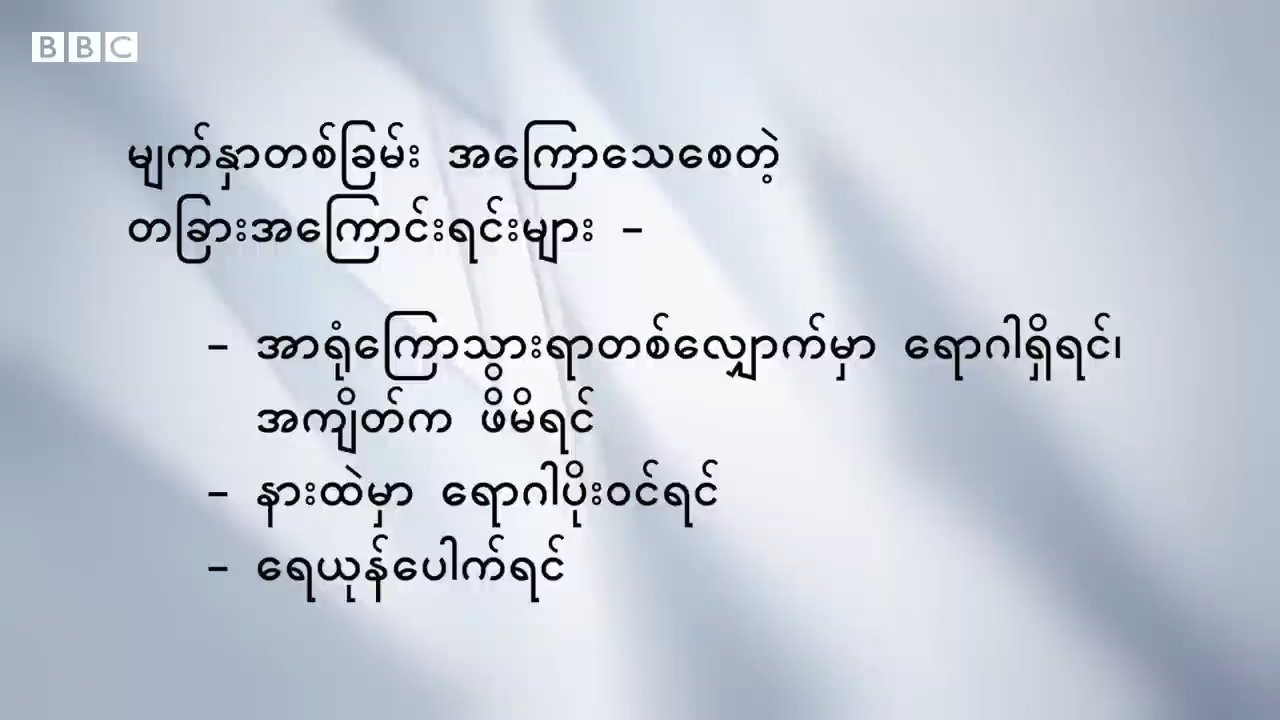 BBC
မျက်နှာတစ်ခြမ်း အကြောသေစေတဲ့
တခြားအကြောင်းရင်းများ –
– အာရုံကြောသွားရာတစ်လျှောက်မှာ ရောဂါရှိရင်၊
အကျိတ်က ဖိမိရင်
– နားထဲမှာ ရောဂါပိုးဝင်ရင်
– ရေယုန်ပေါက်ရင်